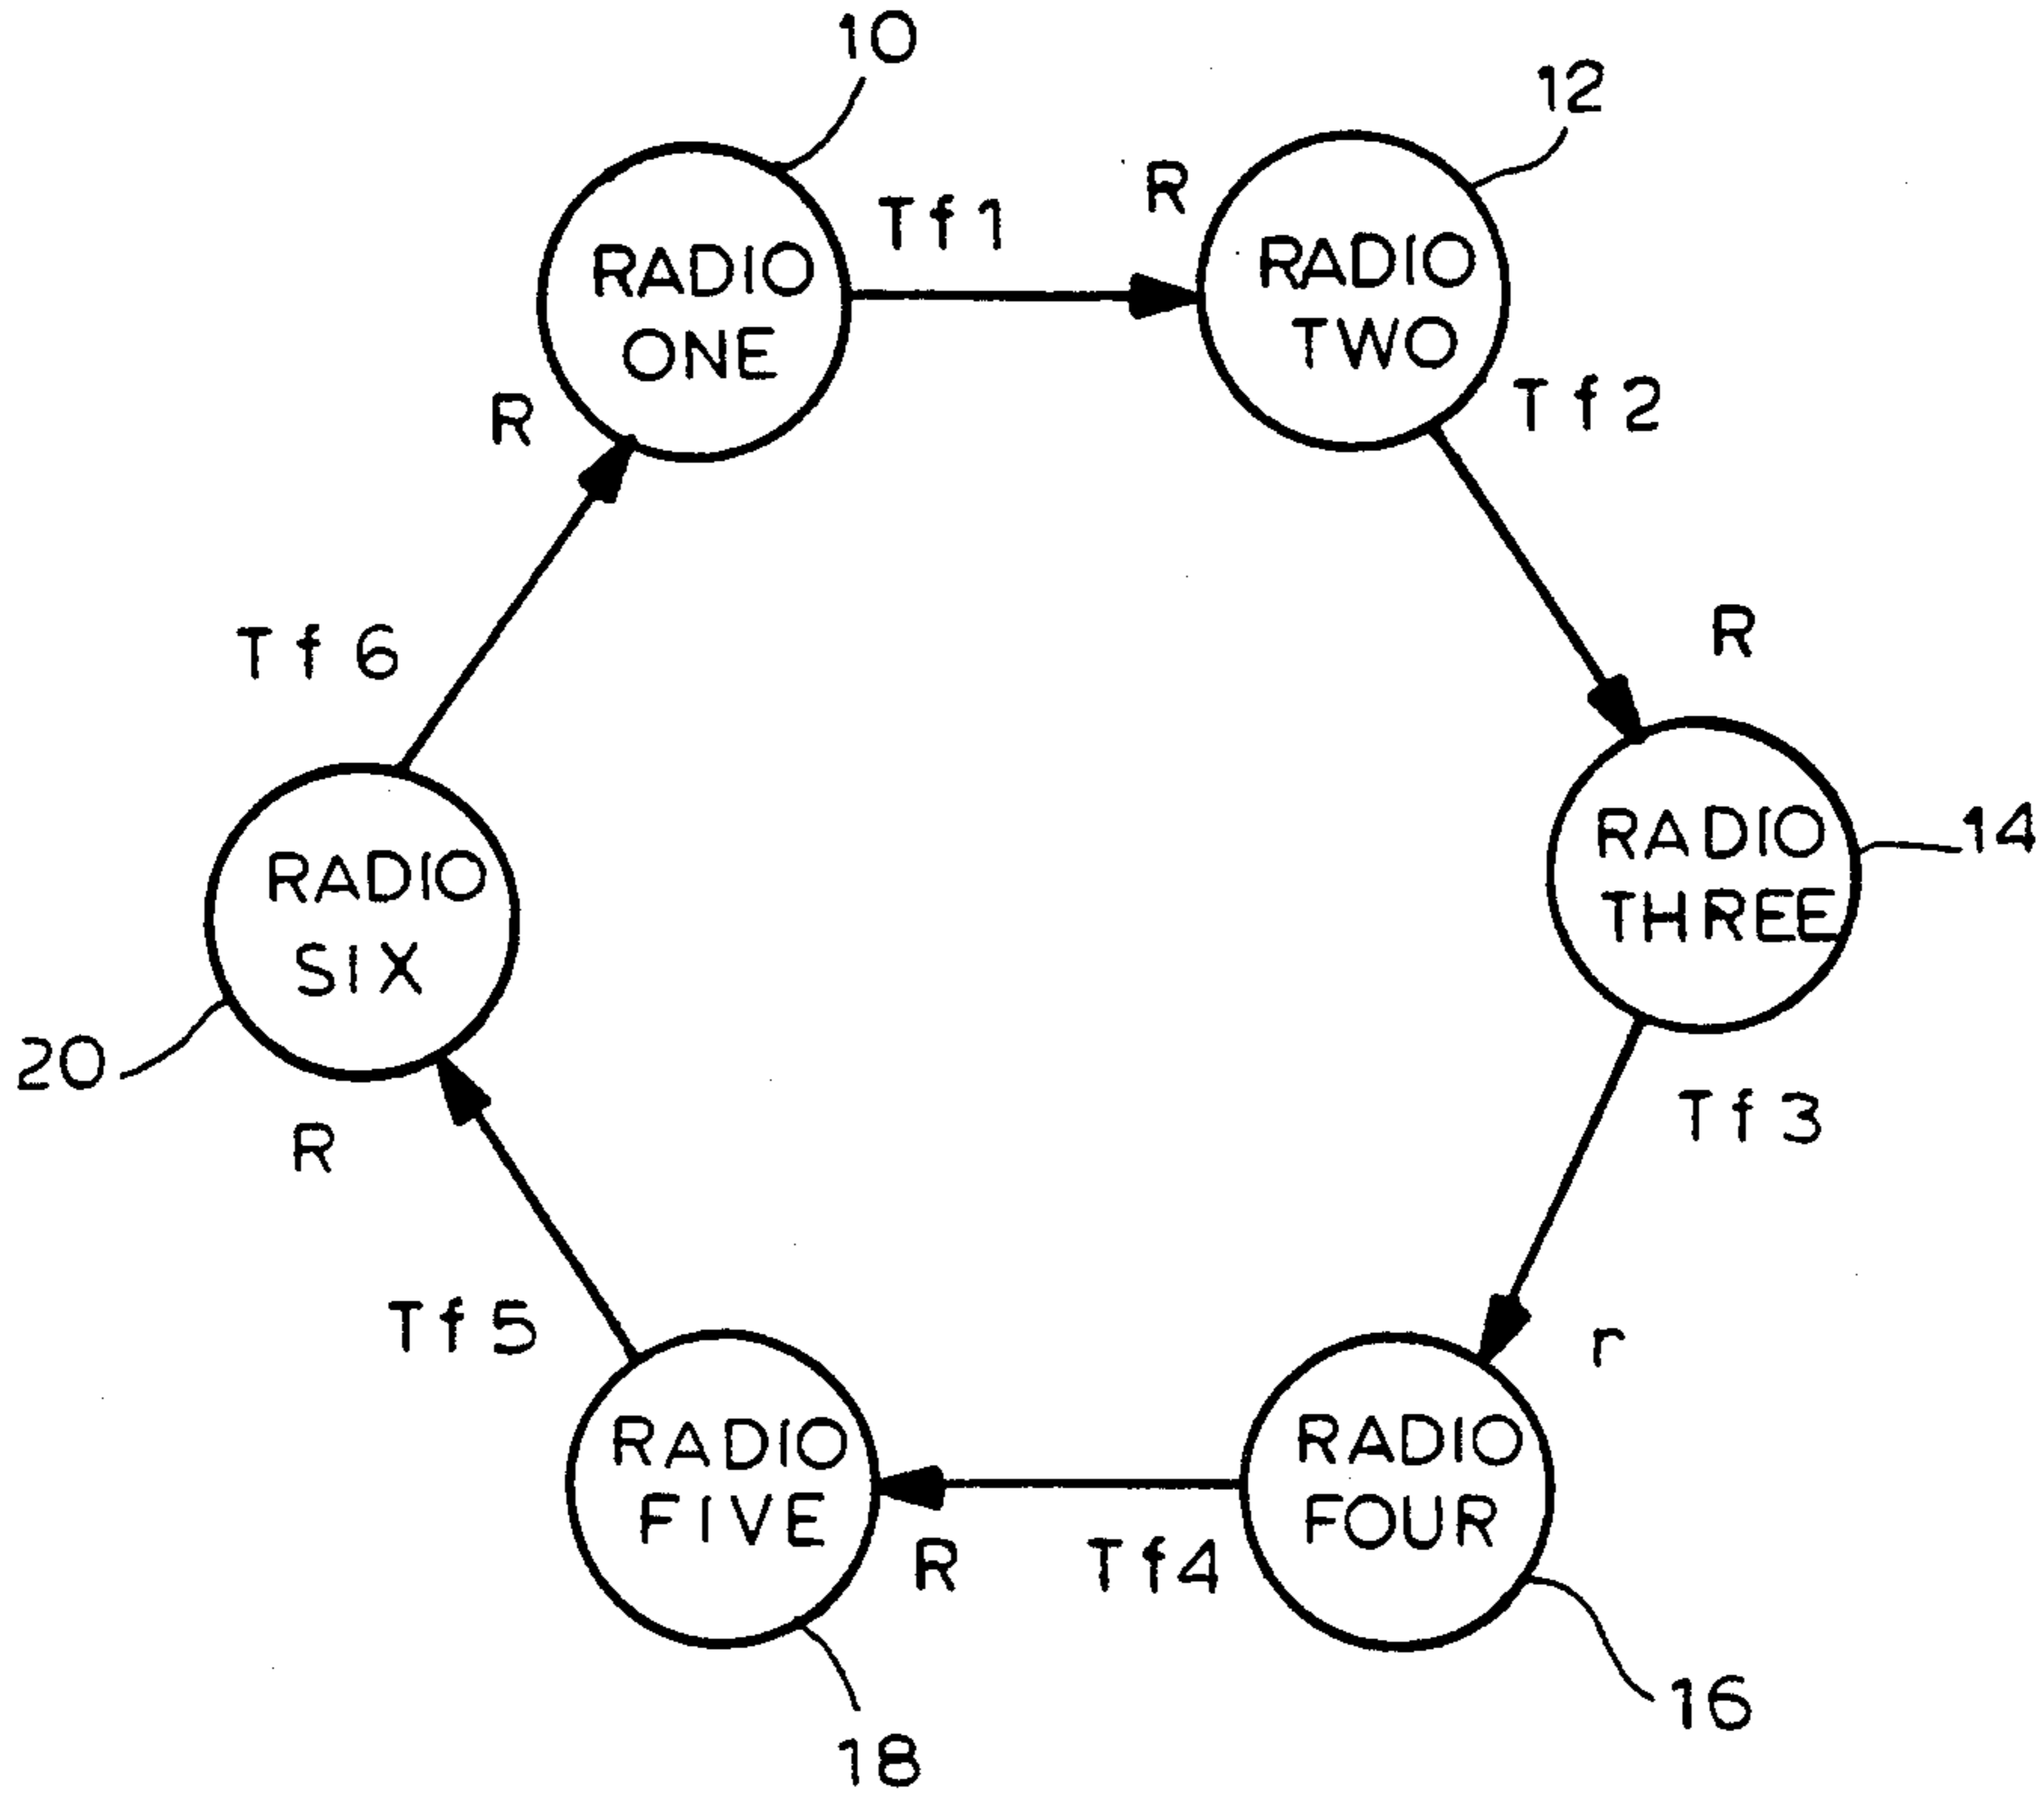 10
12
R
Tf1
RADIO
ONE
RADIO
TWO
R
Tf2
Tf6
R
RADIO
THREE
14
RADIO
SIX
20
R
Tf3
Tf5
r
RADIO
FIVE
RADIO
FOUR
R
Tf4
16
18